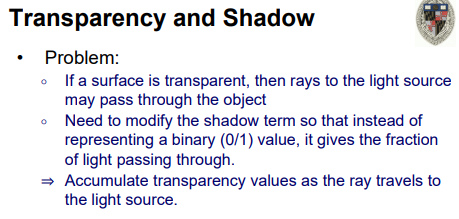 Transparency and Shadow
• Problem:
o If a surface is transparent, then rays to the light source
may pass through the object
o Need to modify the shadow term so that instead of
representing a binary (0/1) value, it gives the fraction
of light passing through.
⇒ Accumulate transparency values as the ray travels to
the light source.